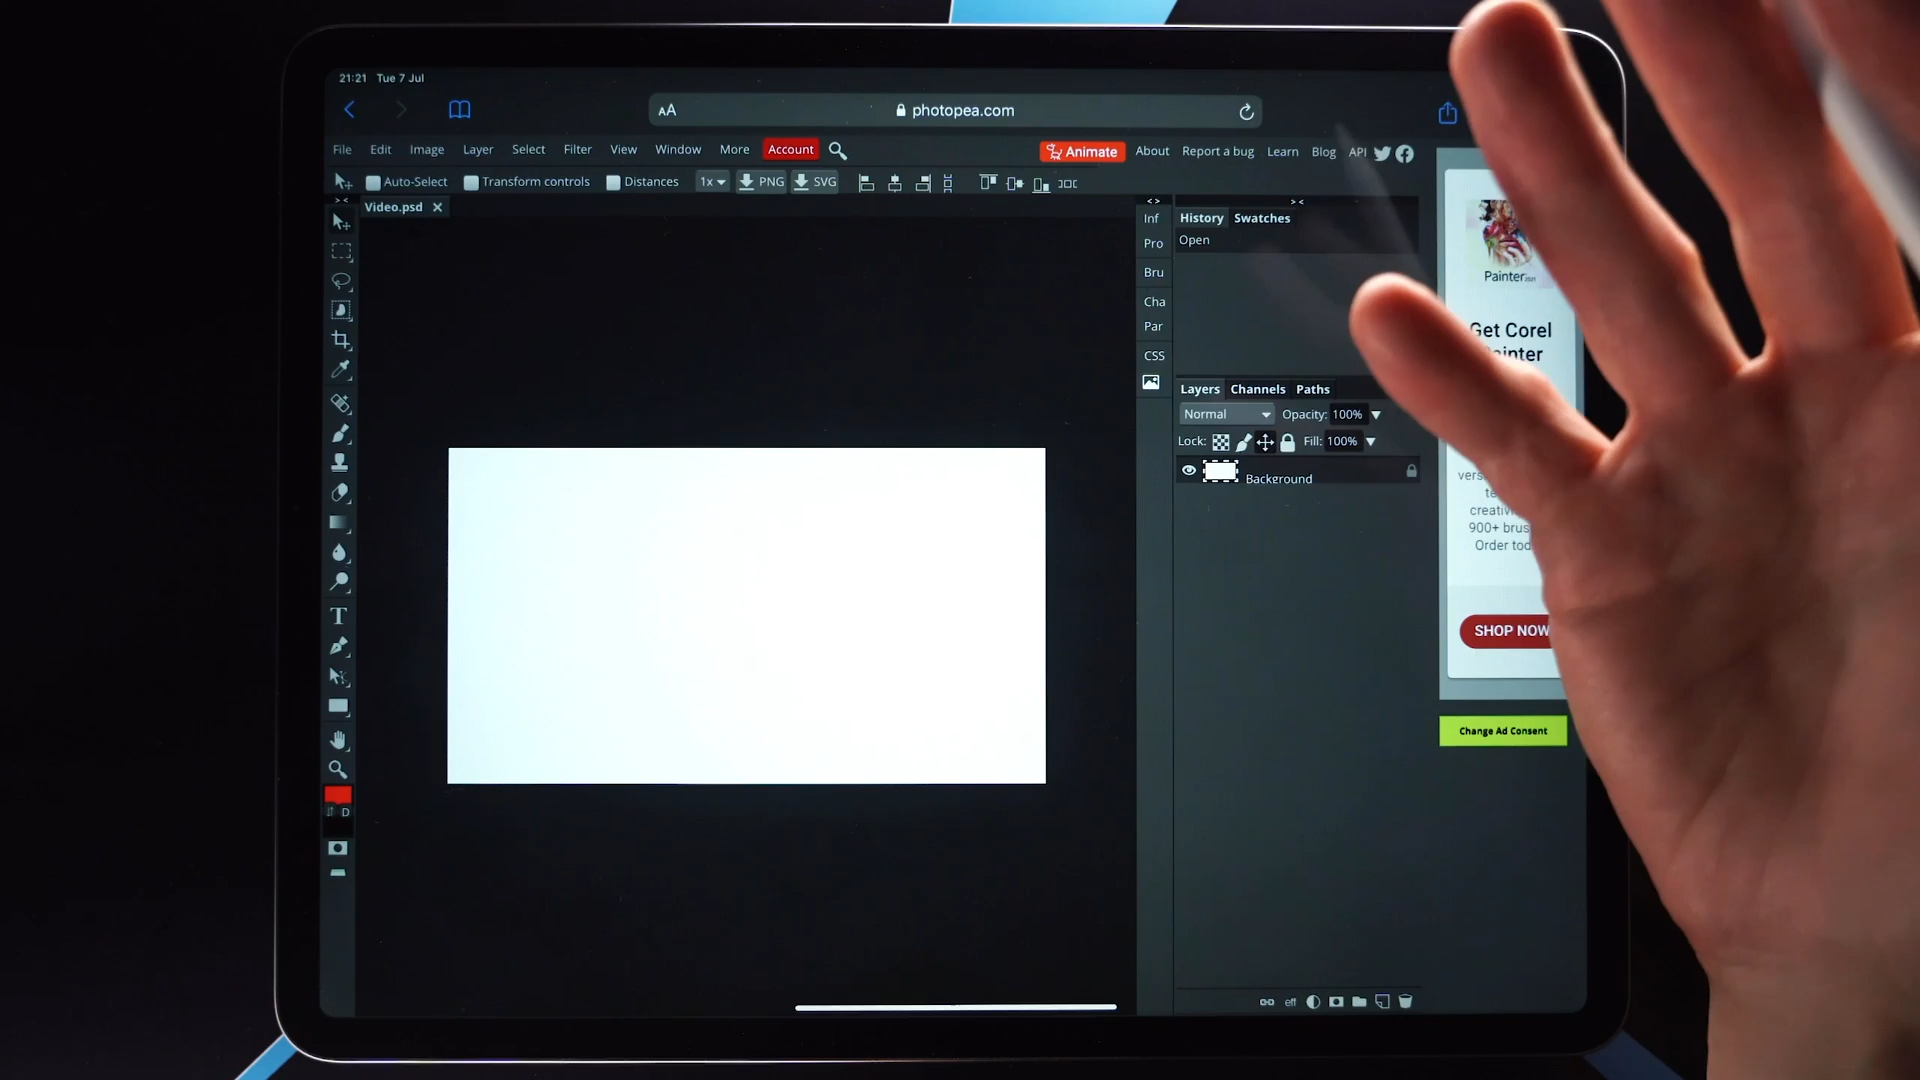 21:21 Tue 7 Jul
AA photopea.com
File Edit Image Layer Select Filter View Window More Account Animate About Report a bug Learn Blog API
Auto-Select Transform controls Distances 1x PNG SVG
Video.psd
Inf
Pro
Bru
Cha
Par
CSS
History Swatches
Open
Layers Channels Paths
Normal Opacity: 100%
Lock: Fill: 100%
Background
T
D
eff
Painter
Get Corel
creativi
900+ brus
Order tod
SHOP NOW
Change Ad Consent